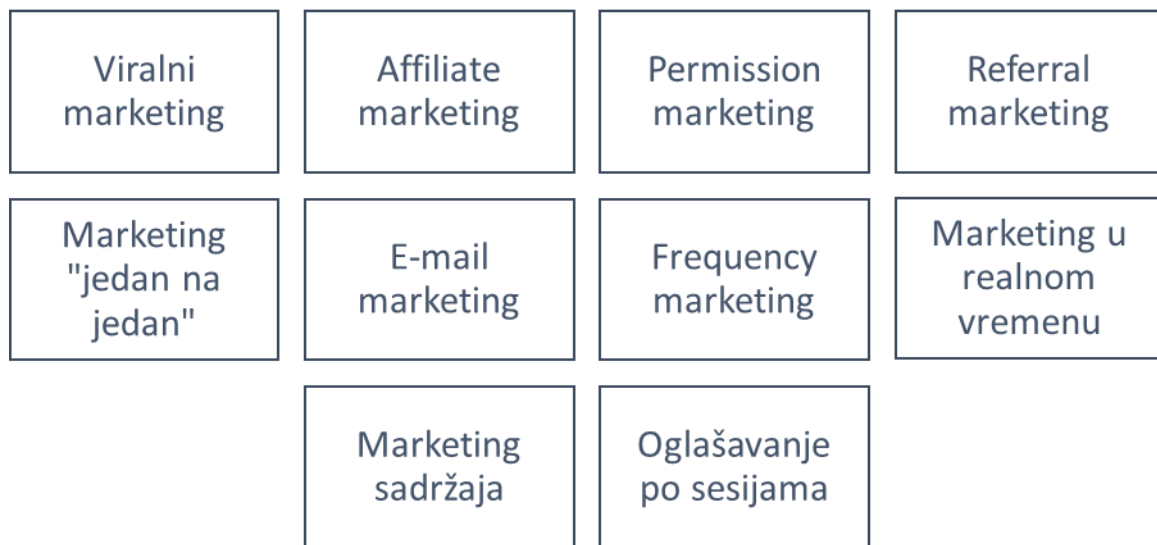 Viralni
marketing
Affiliate
marketing
Permission
marketing
Referral
marketing
Marketing
"jedan na
jedan"
E-mail
marketing
Frequency
marketing
Marketing u
realnom
vremenu
Marketing
sadržaja
Oglašavanje
po sesijama